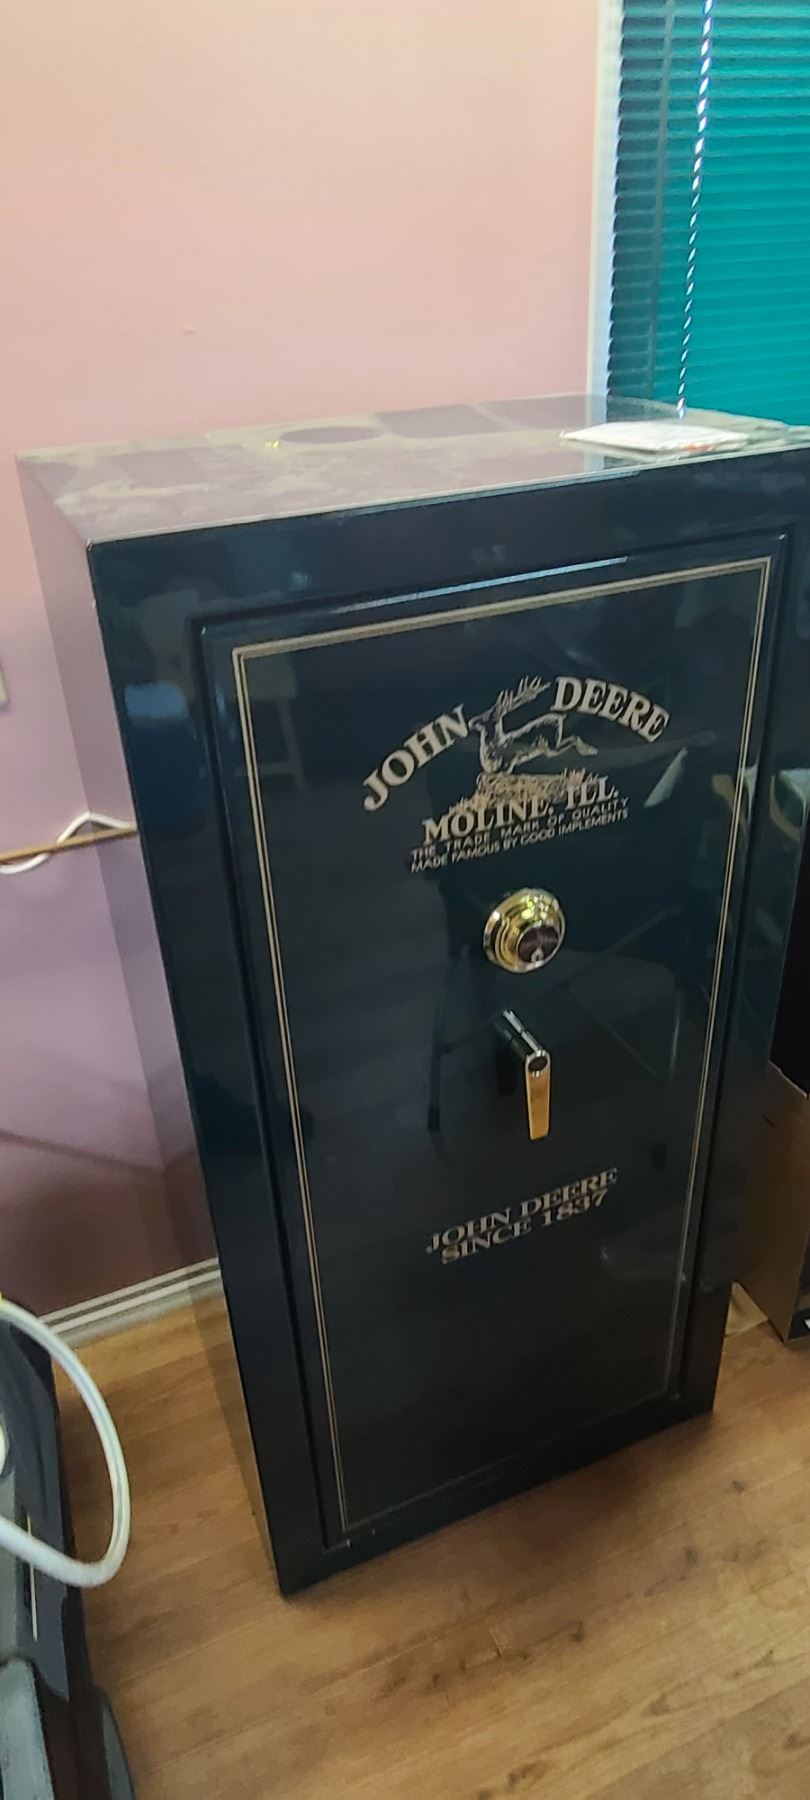 JOHN DEERE
MOLINE, ILL.
THE TRADE MARK OF QUALITY
MADE FAMOUS BY GOOD IMPLEMENTS
JOHN DEERE
SINCE 1837